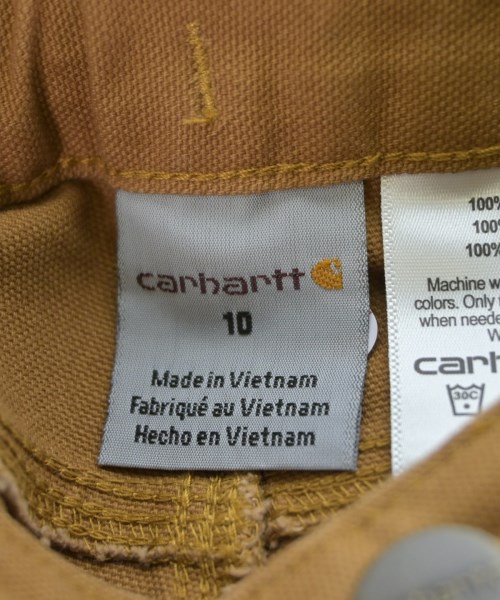 carhartt
10
Made in Vietnam
Fabriqué au Vietnam
Hecho en Vietnam
100%
100%
100%
Machine
colors. Only
when
carh
30C